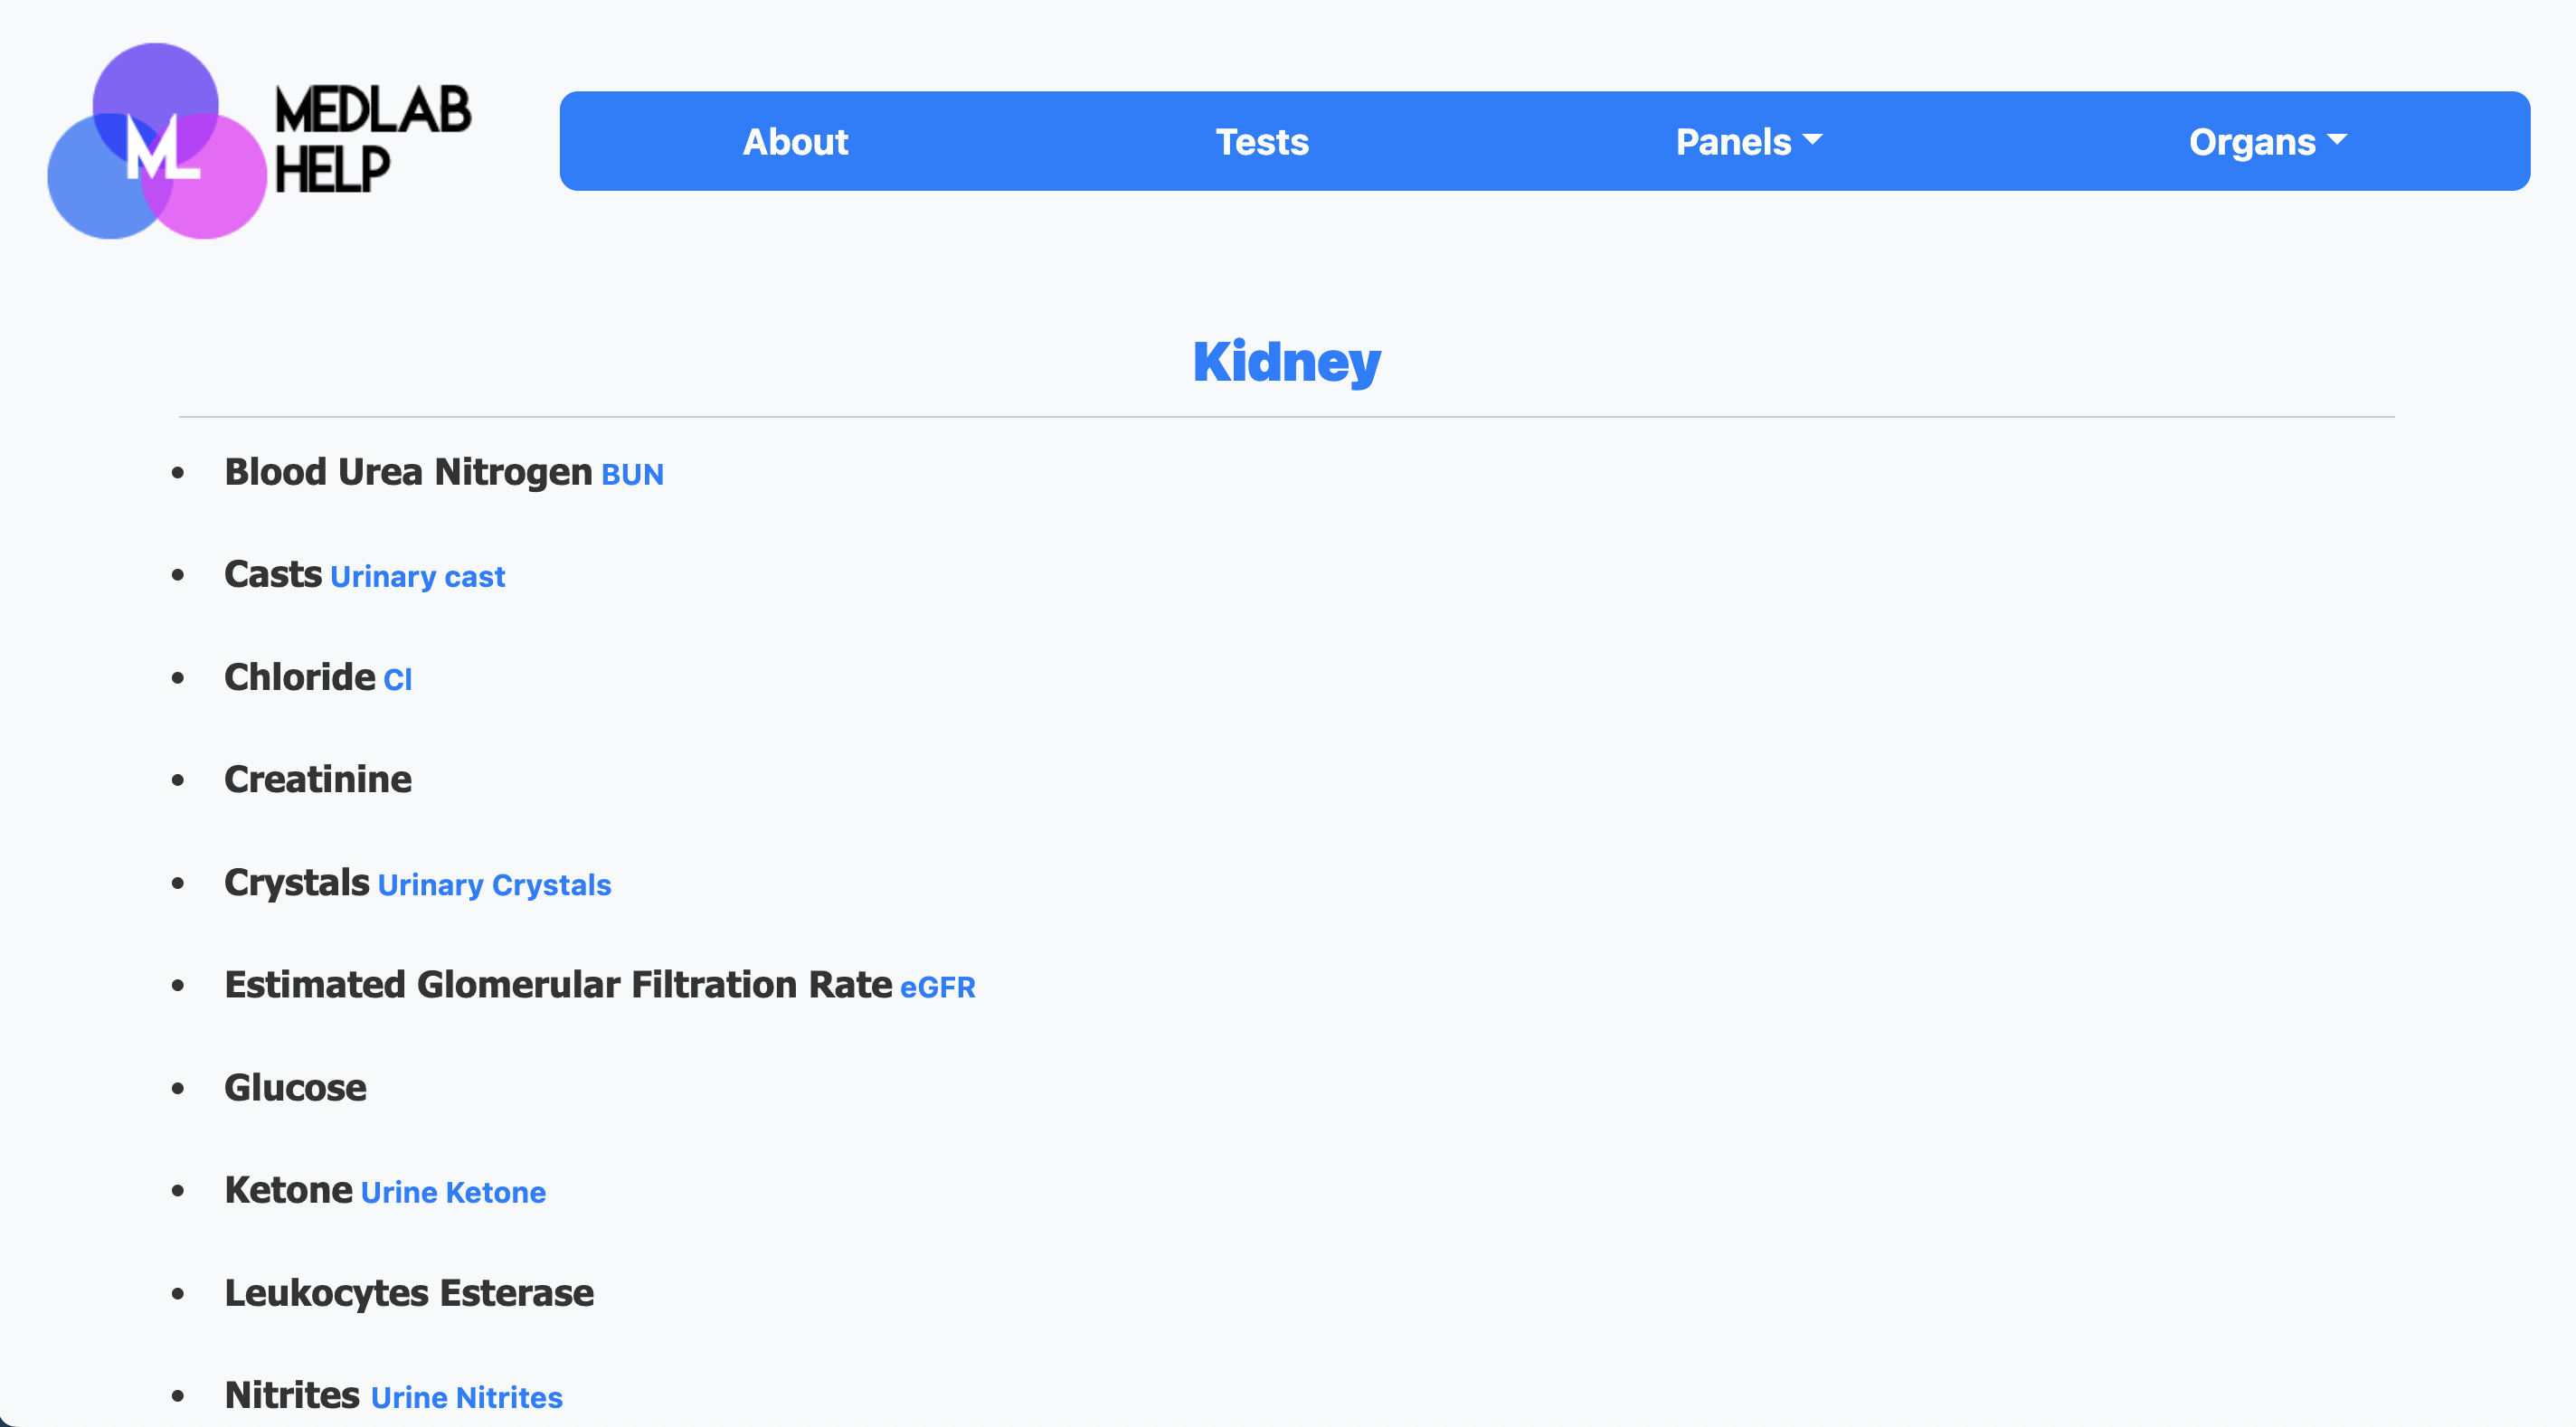 ML
MEDLAB
HELP
About Tests Panels Organs
Kidney
Blood Urea Nitrogen BUN
Casts Urinary cast
Chloride Cl
Creatinine
Crystals Urinary Crystals
Estimated Glomerular Filtration Rate eGFR
Glucose
Ketone Urine Ketone
Leukocytes Esterase
Nitrites Urine Nitrites